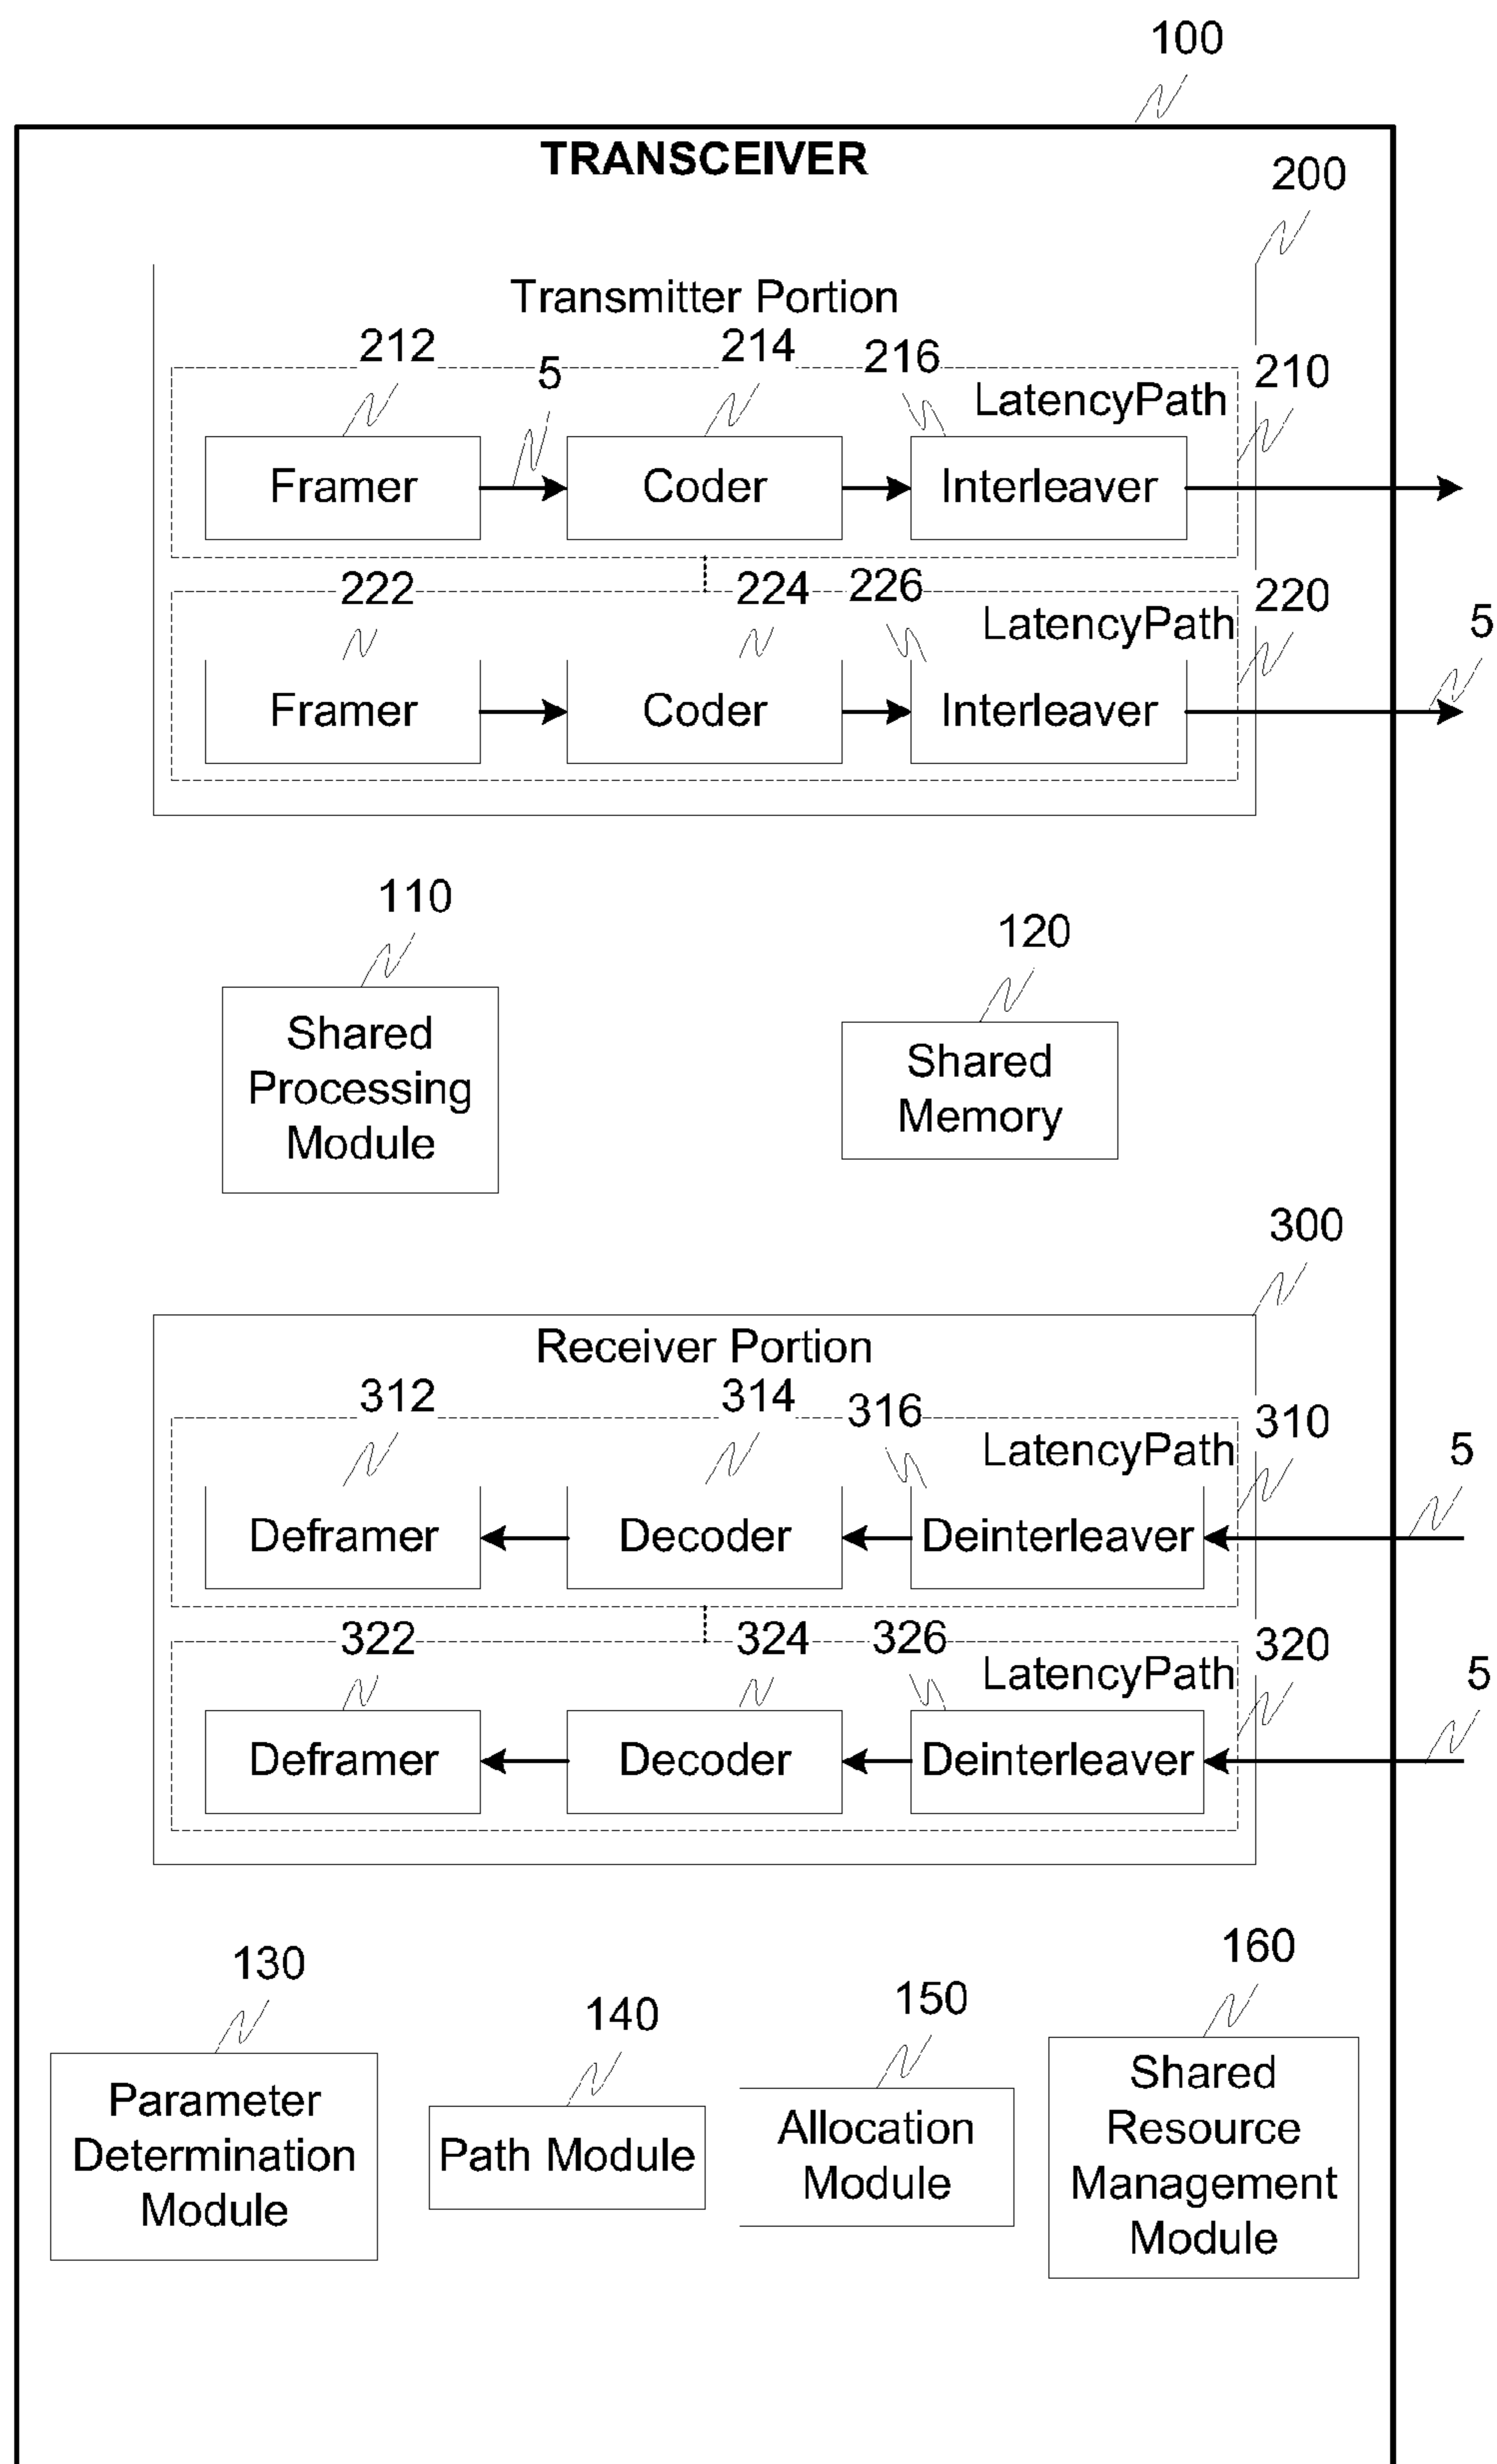 100
TRANSCEIVER
200
Transmitter Portion
212
5
214
216
210
LatencyPath
Framer
Coder
Interleaver
222
224
226
220
LatencyPath
5
Framer
Coder
Interleaver
110
120
Shared
Processing
Module
Shared
Memory
300
Receiver Portion
312
314
316
310
LatencyPath
5
Deframer
Decoder
Deinterleaver
322
324
326
320
LatencyPath
5
Deframer
Decoder
Deinterleaver
130
140
150
160
Parameter
Determination
Module
Path Module
Allocation
Module
Shared
Resource
Management
Module